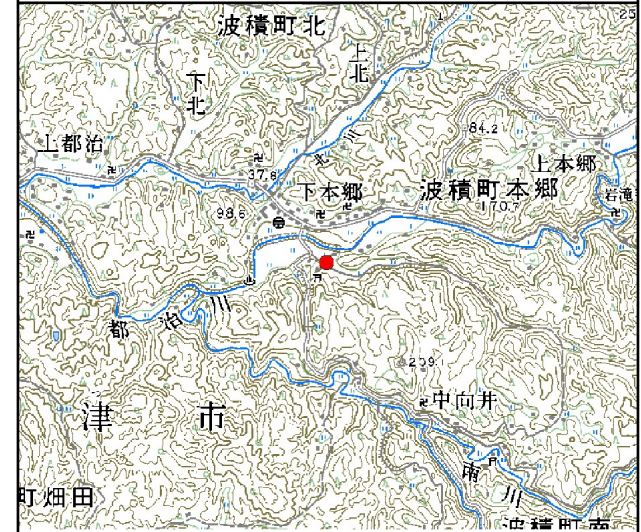 波積町北
上北
下北
北川
上都治
84.2
上本郷
37.6
下本郷
波積町本郷
170.7
岩滝
98.6
都治川
209
中向井
津市
南川
町畑田
波積町南